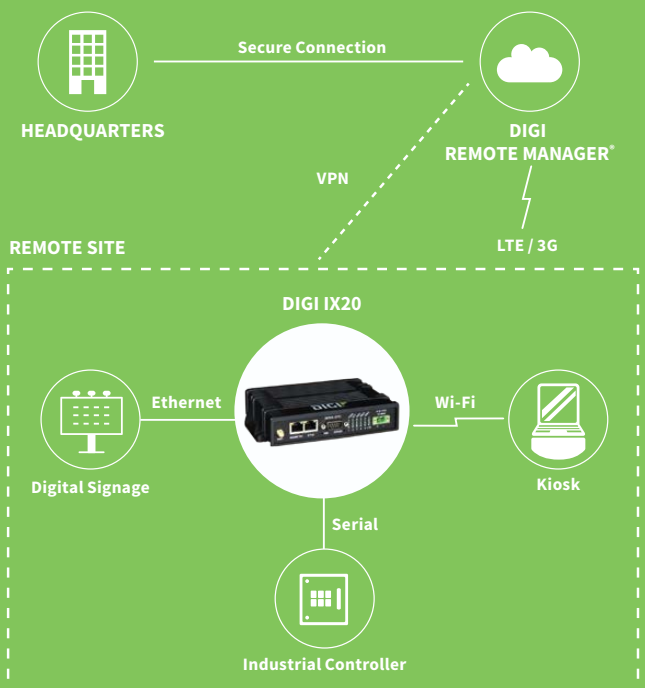 Secure Connection
HEADQUARTERS
DIGI
REMOTE MANAGER®
VPN
LTE / 3G
REMOTE SITE
DIGI IX20
DIGI
Ethernet
Wi-Fi
Digital Signage
Kiosk
Serial
Industrial Controller